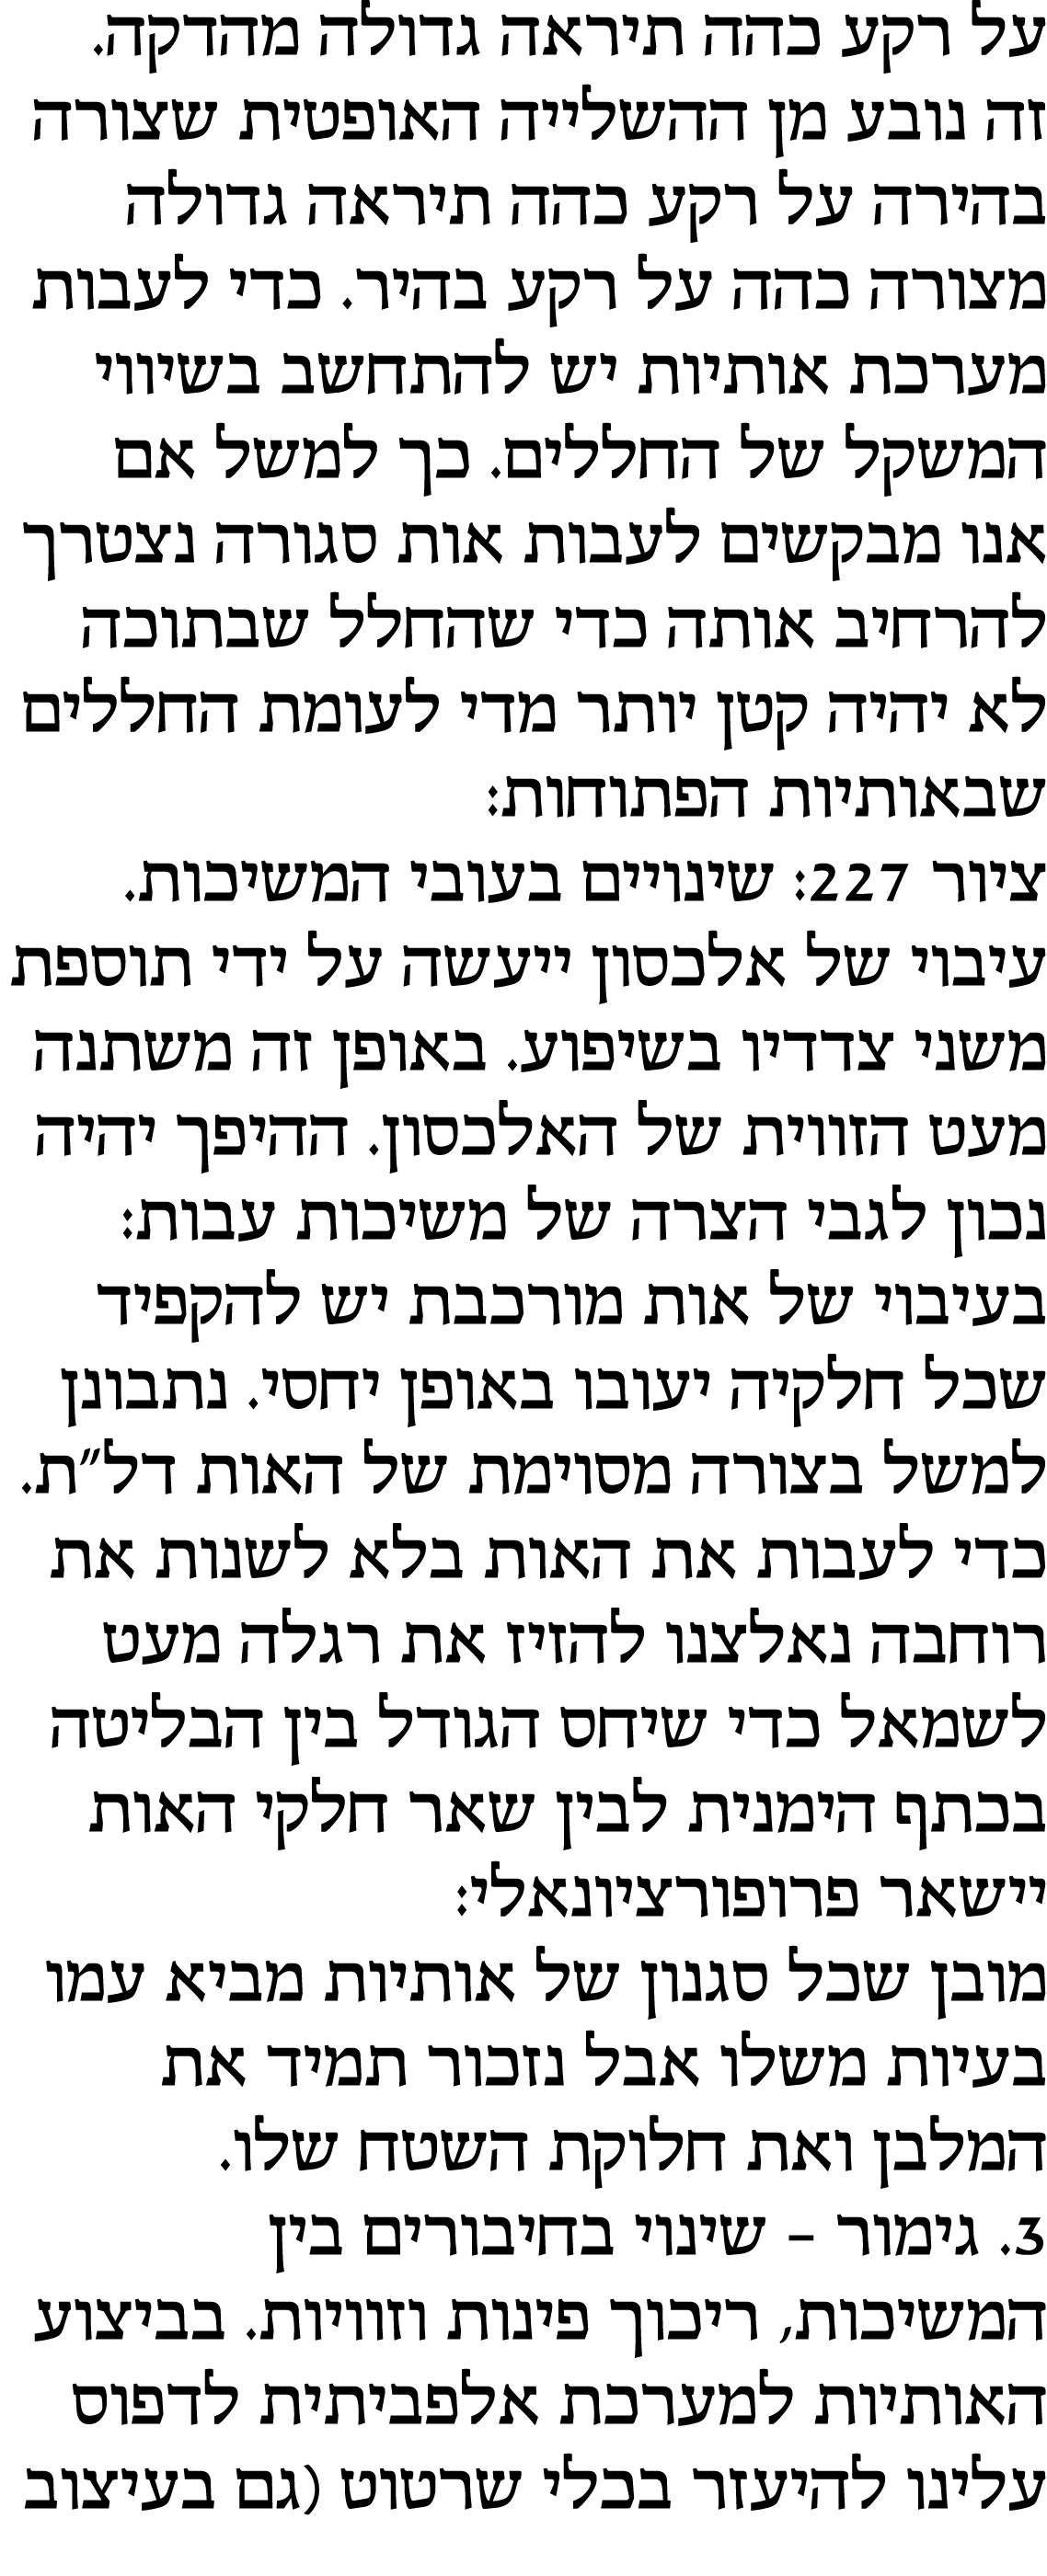 על רקע כהה תיראה גדולה מהדקה.
זה נובע מן ההשלייה האופטית שצורה
בהירה על רקע כהה תיראה גדולה
מצורה כהה על רקע בהיר. כדי לעבות
מערכת אותיות יש להתחשב בשיווי
המשקל של החללים. כך למשל אם
אנו מבקשים לעבות אות סגורה נצטרך
להרחיב אותה כדי שהחלל שבתוכה
לא יהיה קטן יותר מדי לעומת החללים
שבאותיות הפתוחות:
ציור 227: שינויים בעובי המשיכות.
עיבוי של אלכסון ייעשה על ידי תוספת
משני צדדיו בשיפוע. באופן זה משתנה
מעט הזווית של האלכסון. ההיפך יהיה
נכון לגבי הצרה של משיכות עבות:
בעיבוי של אות מורכבת יש להקפיד
שכל חלקיה יעובו באופן יחסי. נתבונן
למשל בצורה מסוימת של האות דל״ת.
כדי לעבות את האות בלא לשנות את
רוחבה נאלצנו להזיז את רגלה מעט
לשמאל כדי שיחס הגודל בין הבליטה
בכתף הימנית לבין שאר חלקי האות
יישאר פרופורציונאלי:
מובן שכל סגנון של אותיות מביא עמו
בעיות משלו אבל נזכור תמיד את
המלבן ואת חלוקת השטח שלו.
3. גימור – שינוי בחיבורים בין
המשיכות, ריכוך פינות וזוויות. בביצוע
האותיות למערכת אלפביתית לדפוס
עלינו להיעזר בכלי שרטוט (גם בעיצוב